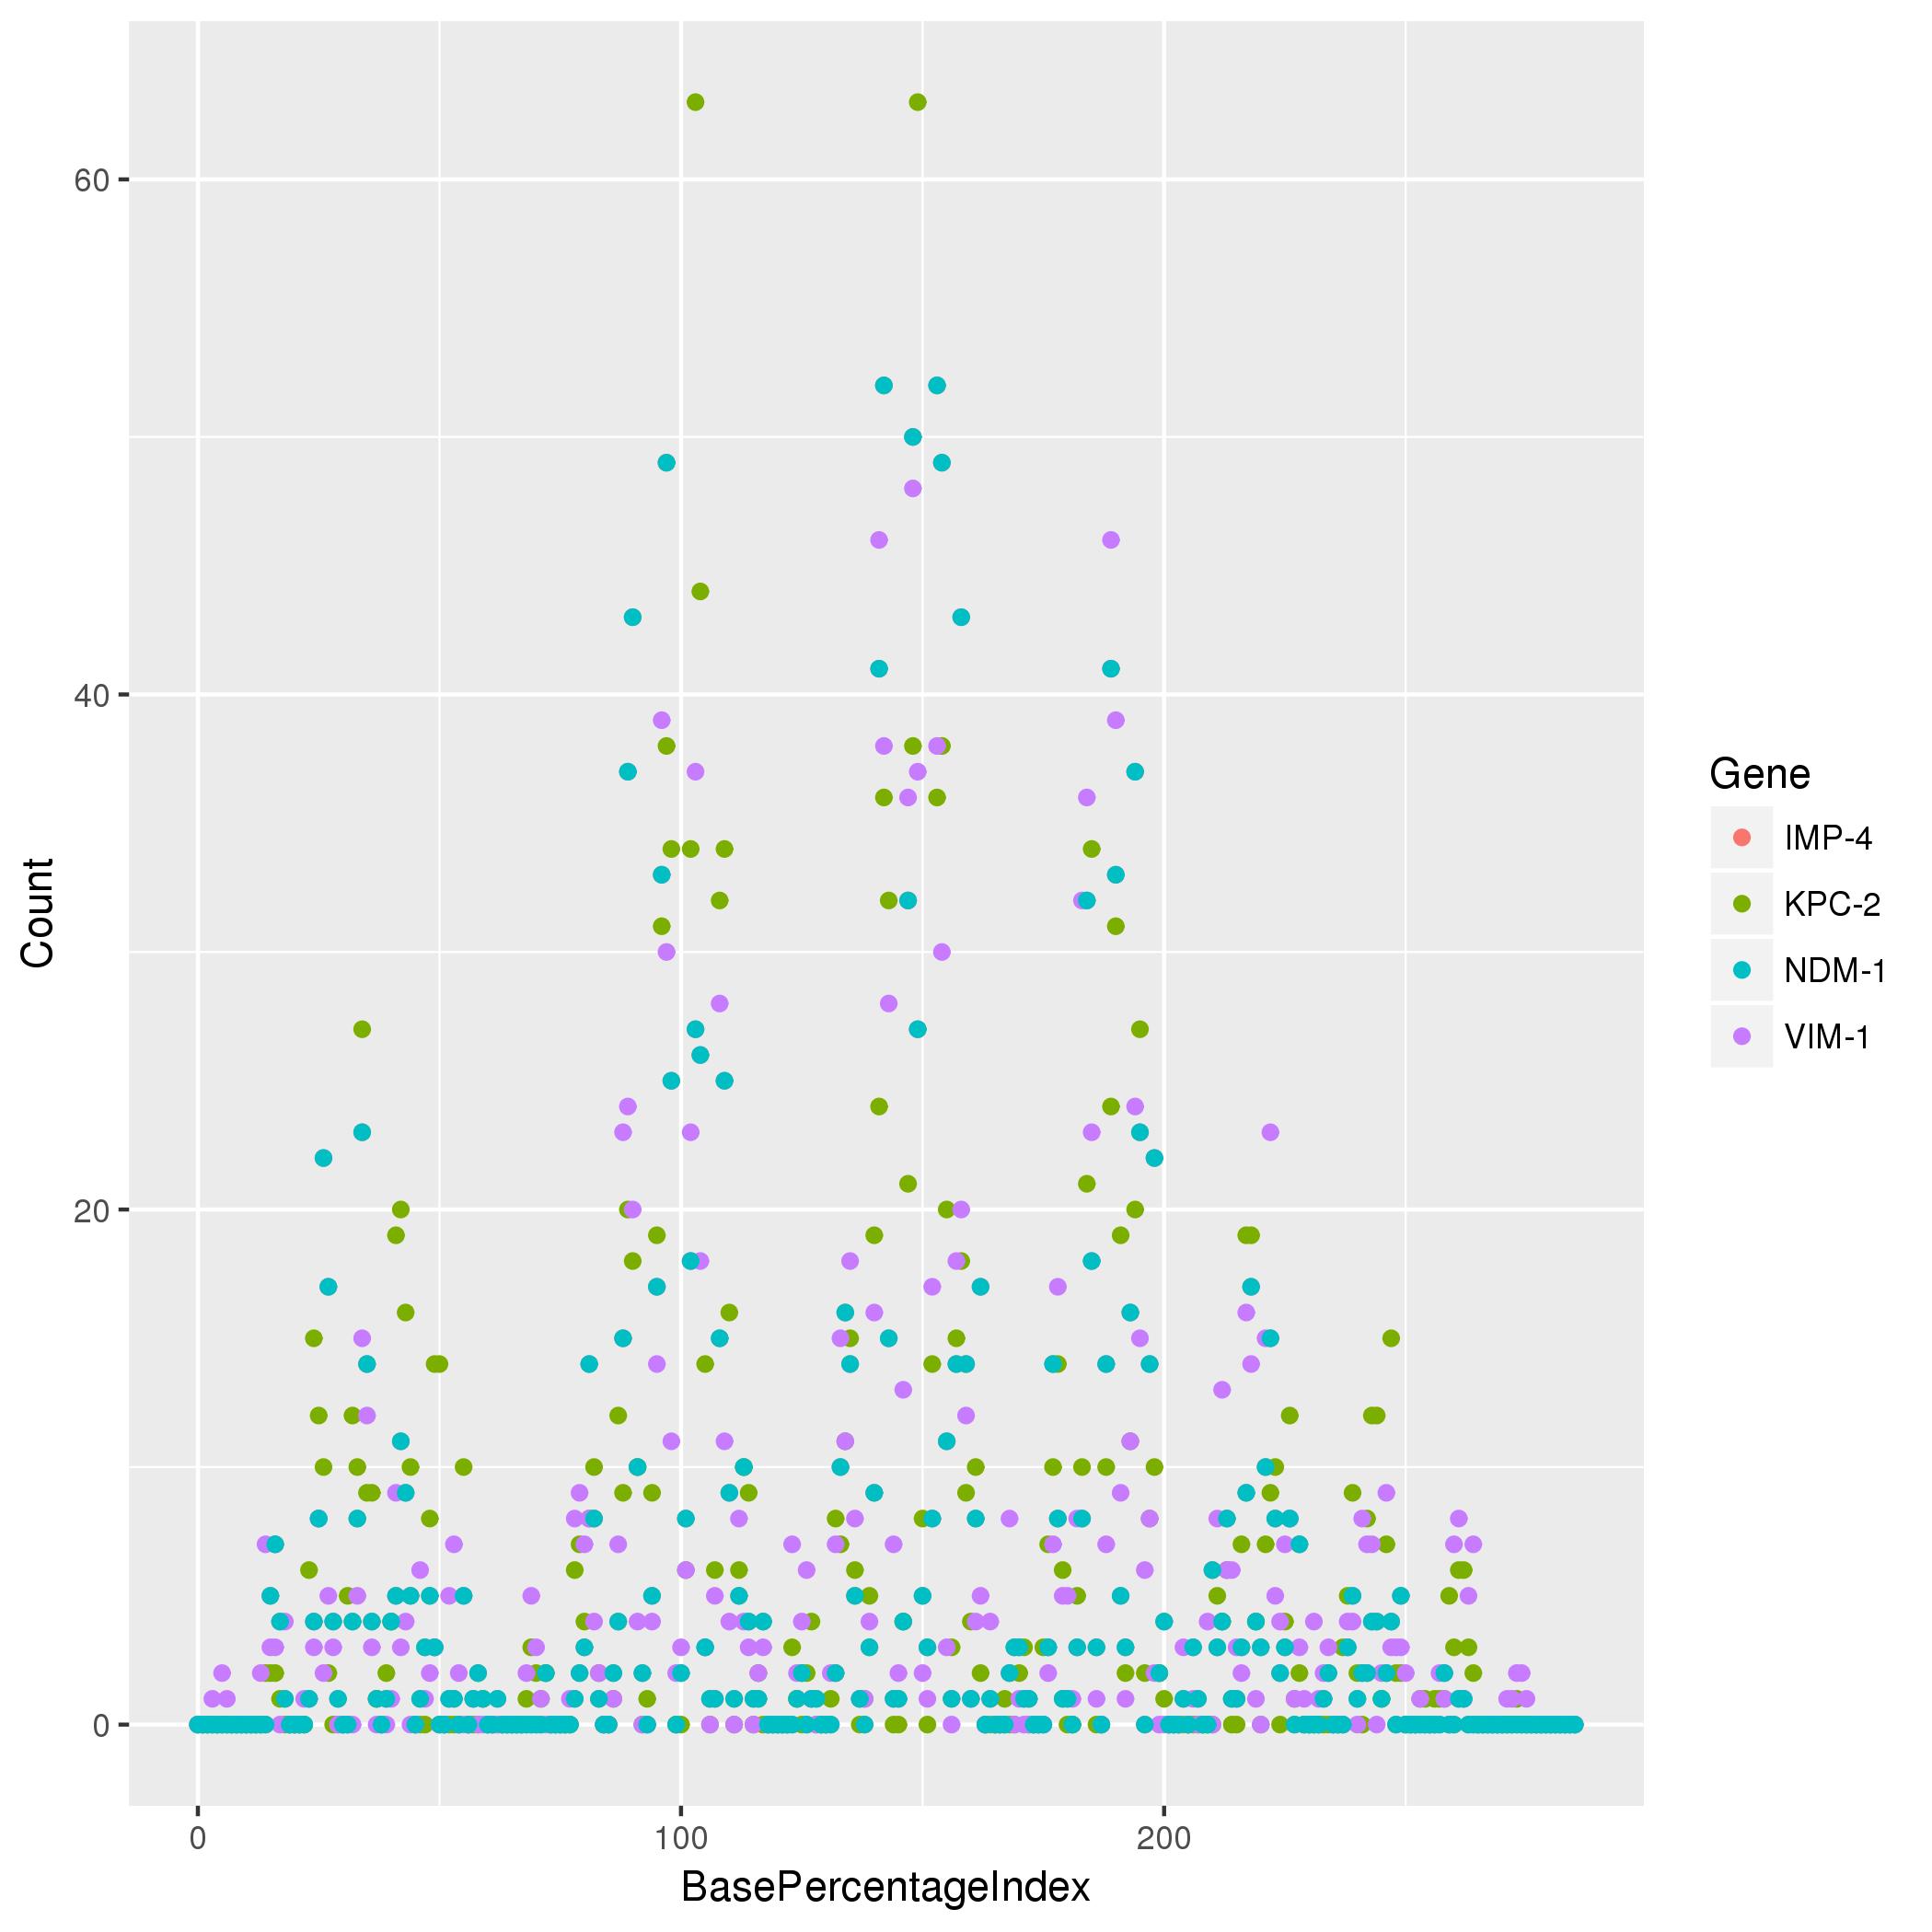 60
40
20
0
Count
0 100 200
BasePercentageIndex
Gene
IMP-4
KPC-2
NDM-1
VIM-1